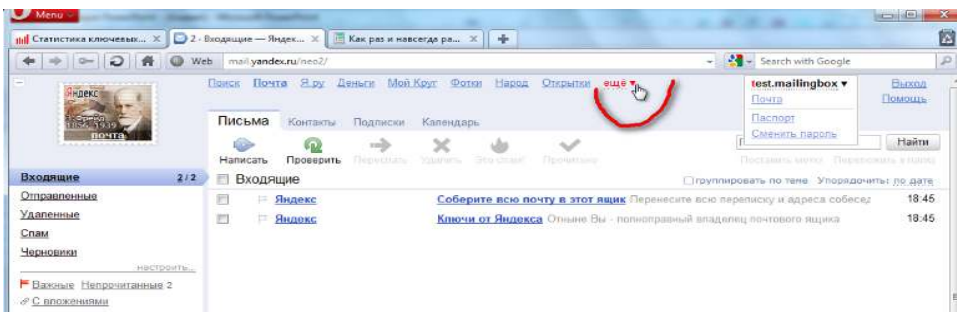 Menu
Статистика ключевых...
2 · Входящие — Яндек...
Как раз и навсегда ра...
Web mail.yandex.ru/neo2/
Search with Google
Поиск Почта Я.ру Деньги Мой Круг Фотки Народ Открытки ещё
test.mailingbox
Выход
Почта
Помощь
Паспорт
Сменить пароль
Яндекс
З.Фрейд
почта
Письма Контакты Подписки Календарь
Найти
Написать Проверить Переслать Удалить Это спам! Прочитано
Входящие 2/2
Входящие
группировать по теме Упорядочить: по дате
Отправленные
Яндекс Соберите всю почту в этот ящик Перенесите всю переписку и адреса собесед 18:45
Удаленные
Яндекс Ключи от Яндекса Отныне Вы - полноправный владелец почтового ящика 18:45
Спам
Черновики
настроить...
Важные Непрочитанные 2
С вложениями